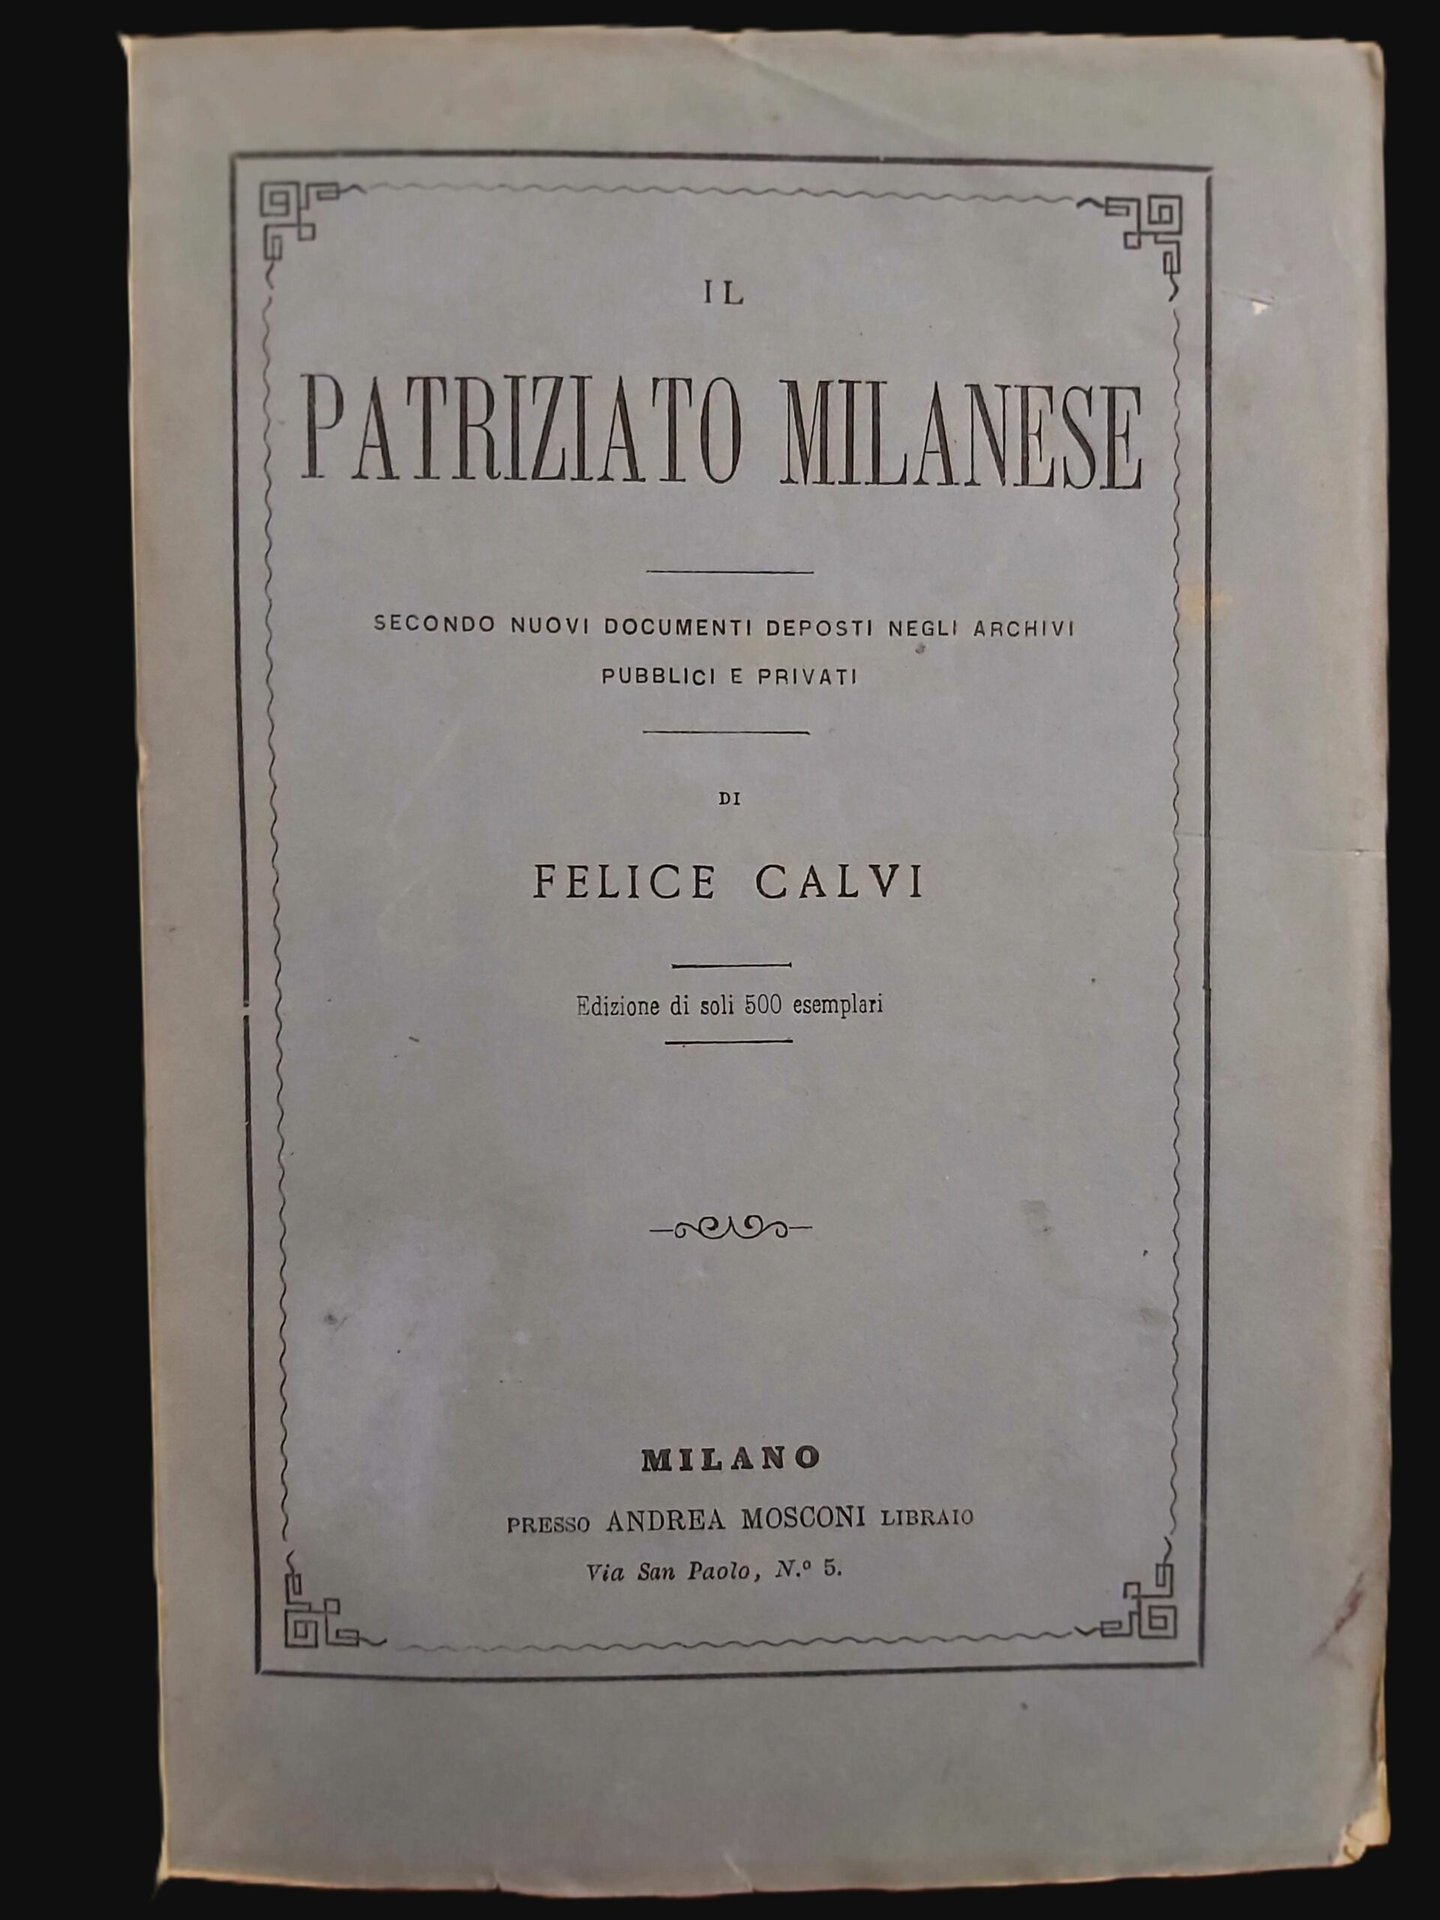 IL
PATRIZIATO MILANESE
SECONDO NUOVI DOCUMENTI DEPOSTI NEGLI ARCHIVI
PUBBLICI E PRIVATI
DI
FELICE CALVI
Edizione di soli 500 esemplari
MILANO
PRESSO ANDREA MOSCONI LIBRAIO
Via San Paolo, N.º 5.